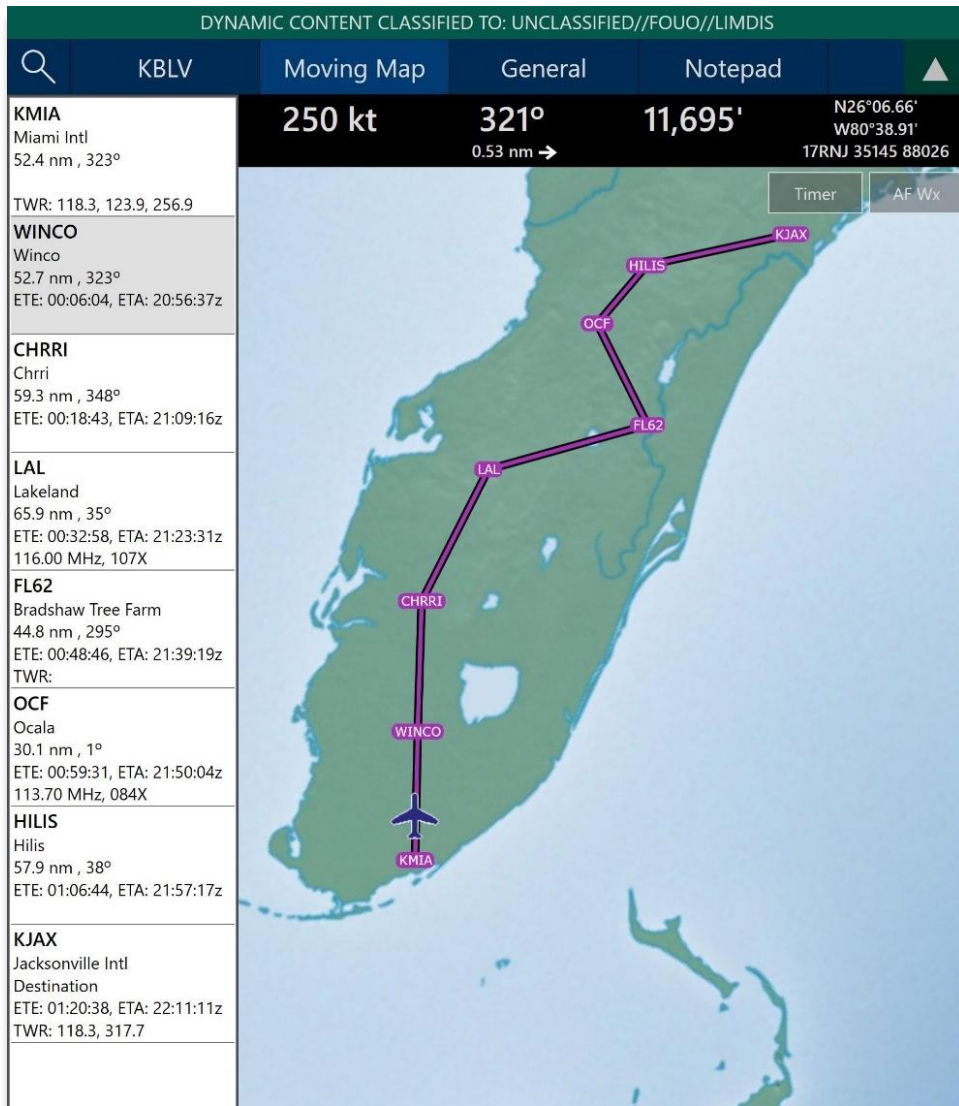 DYNAMIC CONTENT CLASSIFIED TO: UNCLASSIFIED//FOUO//LIMDIS
KBLV Moving Map General Notepad
250 kt 321º 11,695'
0.53 nm →
N26°06.66'
W80°38.91'
17RNJ 35145 88026
Timer AF Wx
KMIA
Miami Intl
52.4 nm , 323º
TWR: 118.3, 123.9, 256.9
WINCO
Winco
52.7 nm , 323º
ETE: 00:06:04, ETA: 20:56:37z
CHRRI
Chrri
59.3 nm , 348º
ETE: 00:18:43, ETA: 21:09:16z
LAL
Lakeland
65.9 nm , 35º
ETE: 00:32:58, ETA: 21:23:31z
116.00 MHz, 107X
FL62
Bradshaw Tree Farm
44.8 nm , 295º
ETE: 00:48:46, ETA: 21:39:19z
TWR:
OCF
Ocala
30.1 nm , 1º
ETE: 00:59:31, ETA: 21:50:04z
113.70 MHz, 084X
HILIS
Hilis
57.9 nm , 38º
ETE: 01:06:44, ETA: 21:57:17z
KJAX
Jacksonville Intl
Destination
ETE: 01:20:38, ETA: 22:11:11z
TWR: 118.3, 317.7
KJAX
HILIS
OCF
FL62
LAL
CHRRI
WINCO
KMIA